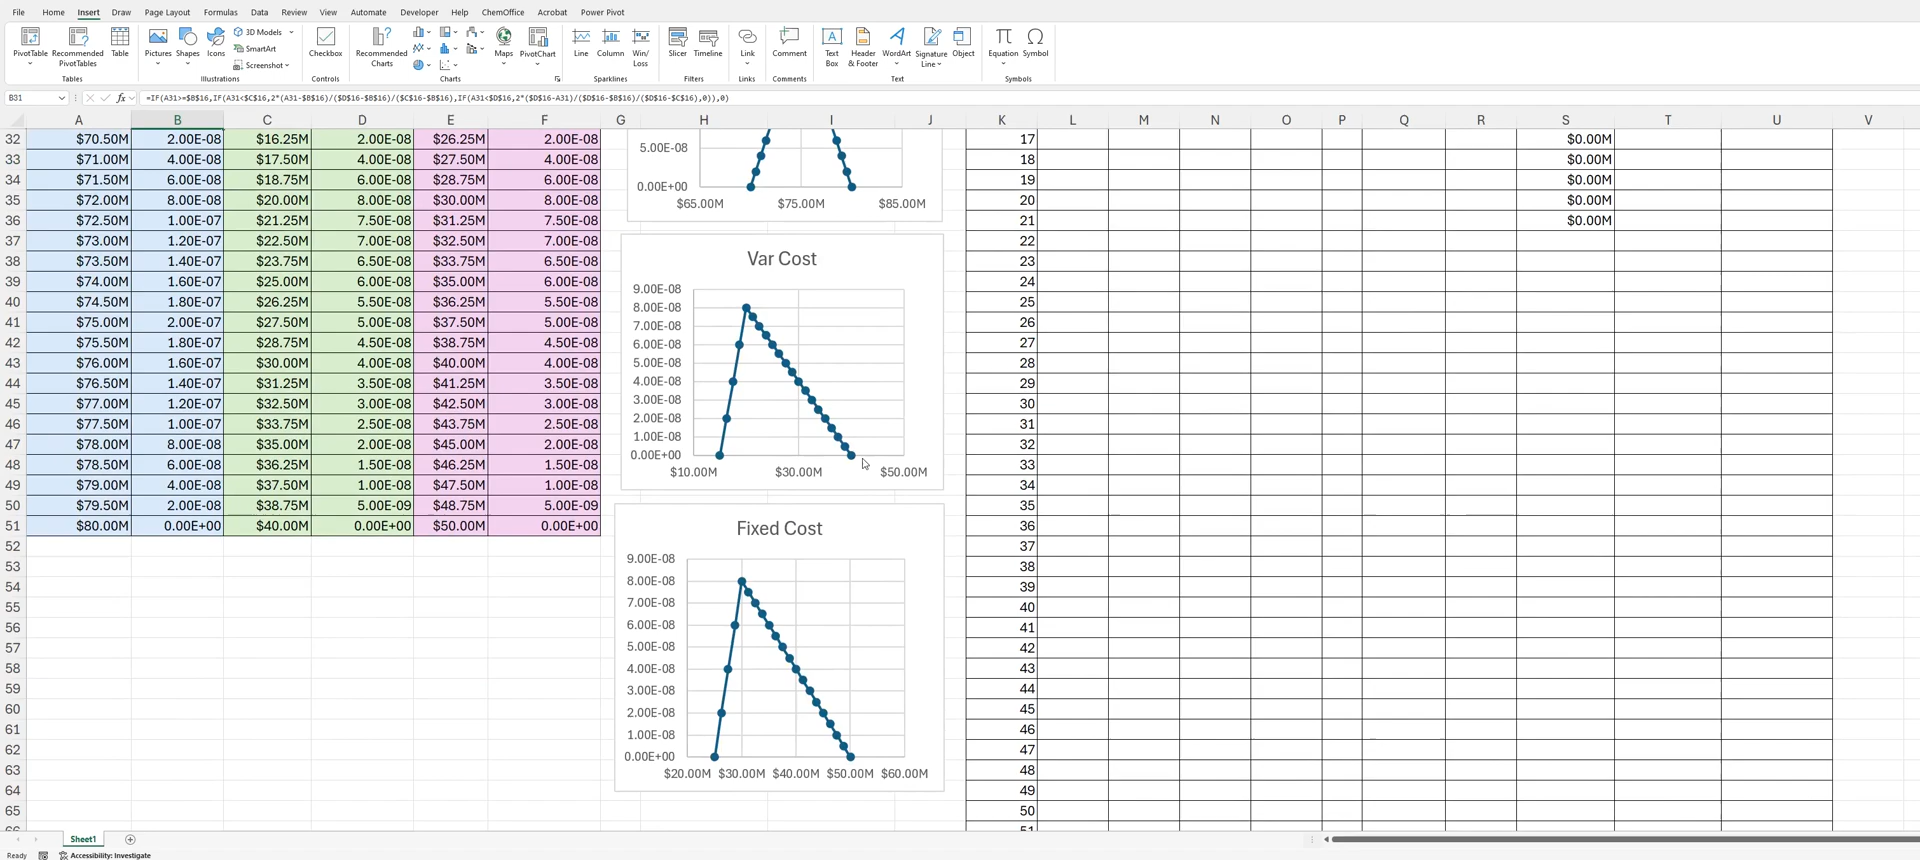 File Home Insert Draw Page Layout Formulas Data Review View Automate Developer Help ChemOffice Acrobat Power Pivot
PivotTable Recommended PivotTables Table Pictures Shapes Icons 3D Models SmartArt Screenshot Checkbox Recommended Charts Maps PivotChart Line Column Win/Loss Slicer Timeline Link Comment Text Box Header & Footer WordArt Signature Line Object Equation Symbol
Tables Illustrations Controls Charts Sparklines Filters Links Comments Text Symbols
B31 fx =IF(A31>=$B$16,IF(A31<$C$16,2*(A31-$B$16)/($D$16-$B$16)/($C$16-$B$16),IF(A31<$D$16,2*($D$16-A31)/($D$16-$B$16)/($D$16-$C$16),0)),0)
A B C D E F G H I J K L M N O P Q R S T U V
32 $70.50M 2.00E-08 $16.25M 2.00E-08 $26.25M 2.00E-08 17 $0.00M
33 $71.00M 4.00E-08 $17.50M 4.00E-08 $27.50M 4.00E-08 18 $0.00M
34 $71.50M 6.00E-08 $18.75M 6.00E-08 $28.75M 6.00E-08 19 $0.00M
35 $72.00M 8.00E-08 $20.00M 8.00E-08 $30.00M 8.00E-08 20 $0.00M
36 $72.50M 1.00E-07 $21.25M 7.50E-08 $31.25M 7.50E-08 21 $0.00M
37 $73.00M 1.20E-07 $22.50M 7.00E-08 $32.50M 7.00E-08 22
38 $73.50M 1.40E-07 $23.75M 6.50E-08 $33.75M 6.50E-08 23
39 $74.00M 1.60E-07 $25.00M 6.00E-08 $35.00M 6.00E-08 24
40 $74.50M 1.80E-07 $26.25M 5.50E-08 $36.25M 5.50E-08 25
41 $75.00M 2.00E-07 $27.50M 5.00E-08 $37.50M 5.00E-08 26
42 $75.50M 1.80E-07 $28.75M 4.50E-08 $38.75M 4.50E-08 27
43 $76.00M 1.60E-07 $30.00M 4.00E-08 $40.00M 4.00E-08 28
44 $76.50M 1.40E-07 $31.25M 3.50E-08 $41.25M 3.50E-08 29
45 $77.00M 1.20E-07 $32.50M 3.00E-08 $42.50M 3.00E-08 30
46 $77.50M 1.00E-07 $33.75M 2.50E-08 $43.75M 2.50E-08 31
47 $78.00M 8.00E-08 $35.00M 2.00E-08 $45.00M 2.00E-08 32
48 $78.50M 6.00E-08 $36.25M 1.50E-08 $46.25M 1.50E-08 33
49 $79.00M 4.00E-08 $37.50M 1.00E-08 $47.50M 1.00E-08 34
50 $79.50M 2.00E-08 $38.75M 5.00E-09 $48.75M 5.00E-09 35
51 $80.00M 0.00E+00 $40.00M 0.00E+00 $50.00M 0.00E+00 36
52 37
53 38
54 39
55 40
56 41
57 42
58 43
59 44
60 45
61 46
62 47
63 48
64 49
65 50
5.00E-08
0.00E+00
$65.00M $75.00M $85.00M
Var Cost
9.00E-08
8.00E-08
7.00E-08
6.00E-08
5.00E-08
4.00E-08
3.00E-08
2.00E-08
1.00E-08
0.00E+00
$10.00M $30.00M $50.00M
Fixed Cost
9.00E-08
8.00E-08
7.00E-08
6.00E-08
5.00E-08
4.00E-08
3.00E-08
2.00E-08
1.00E-08
0.00E+00
$20.00M $30.00M $40.00M $50.00M $60.00M
Sheet1
Ready Accessibility: Investigate